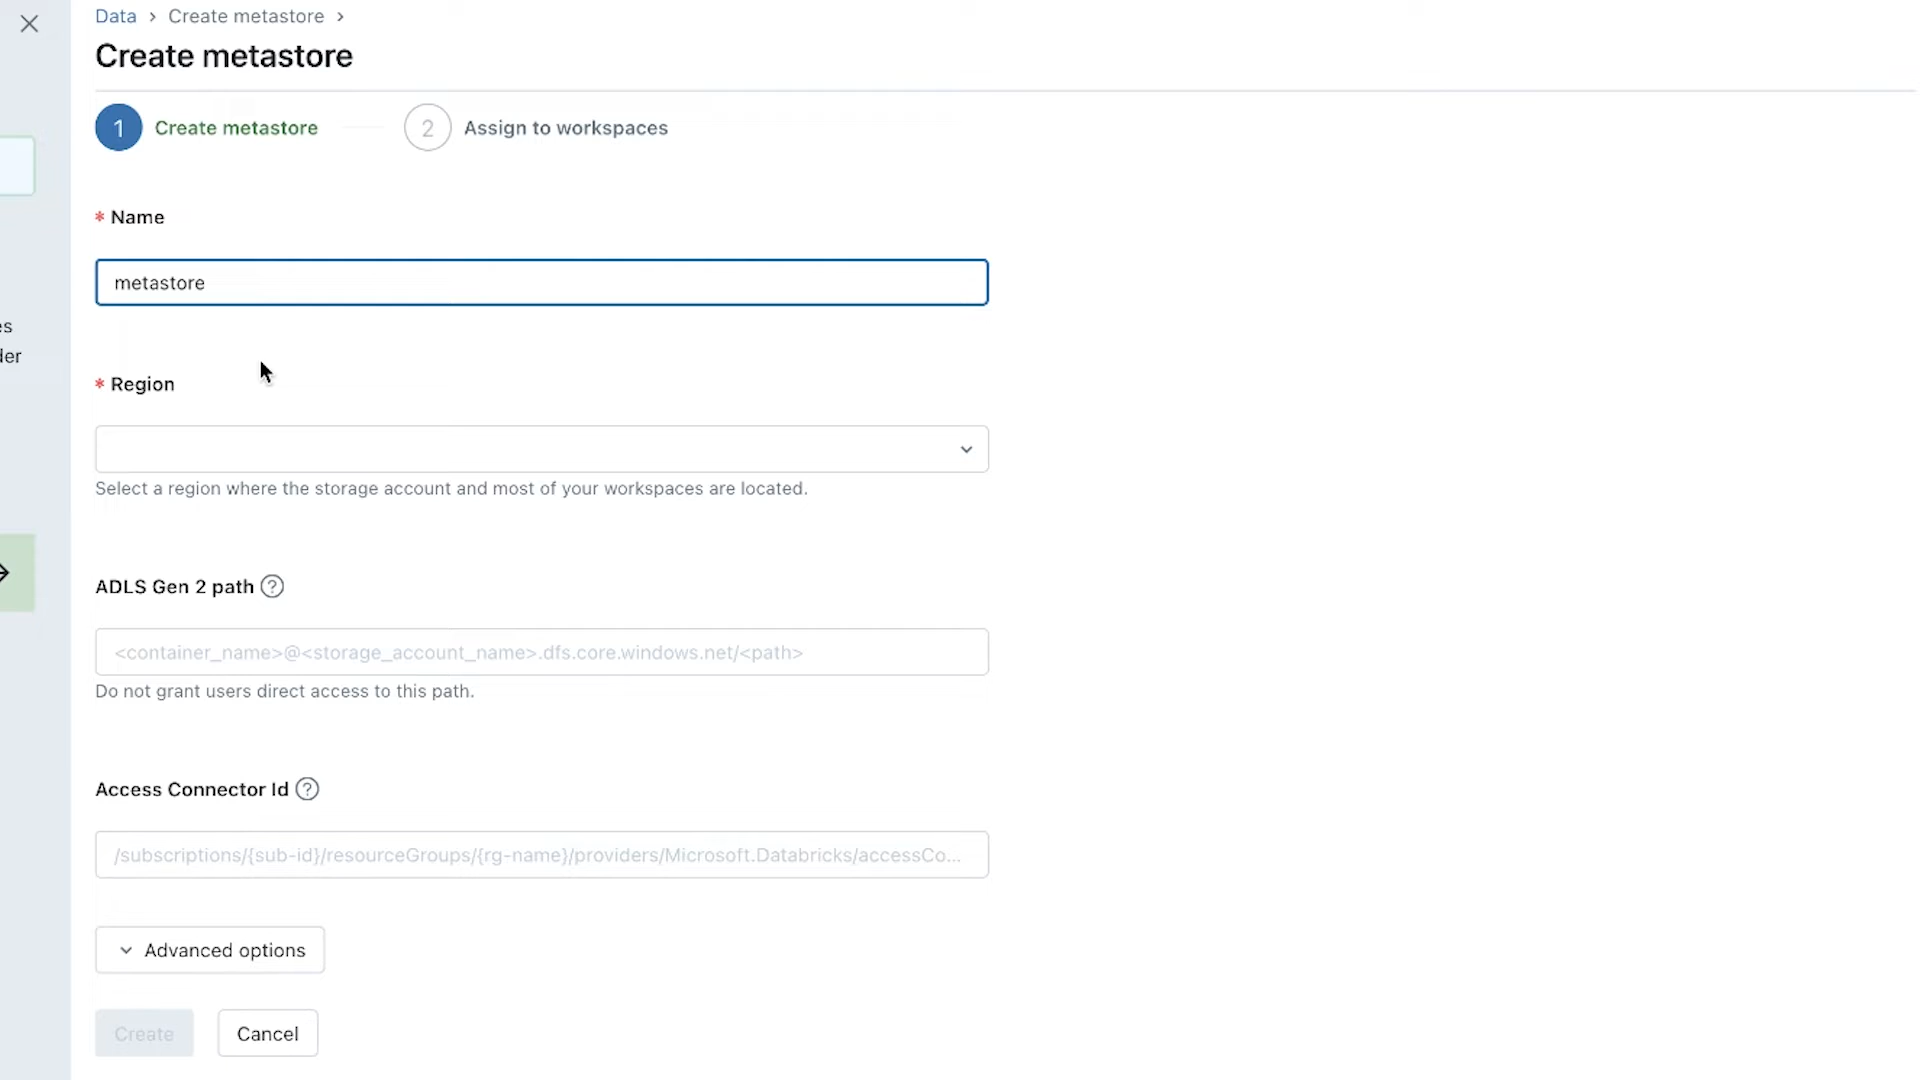 Data › Create metastore ›
Create metastore
1 Create metastore 2 Assign to workspaces
* Name
metastore
es
der
* Region
Select a region where the storage account and most of your workspaces are located.
ADLS Gen 2 path ?
<container_name>@<storage_account_name>.dfs.core.windows.net/<path>
Do not grant users direct access to this path.
Access Connector Id ?
/subscriptions/{sub-id}/resourceGroups/{rg-name}/providers/Microsoft.Databricks/accessCo...
Advanced options
Create Cancel